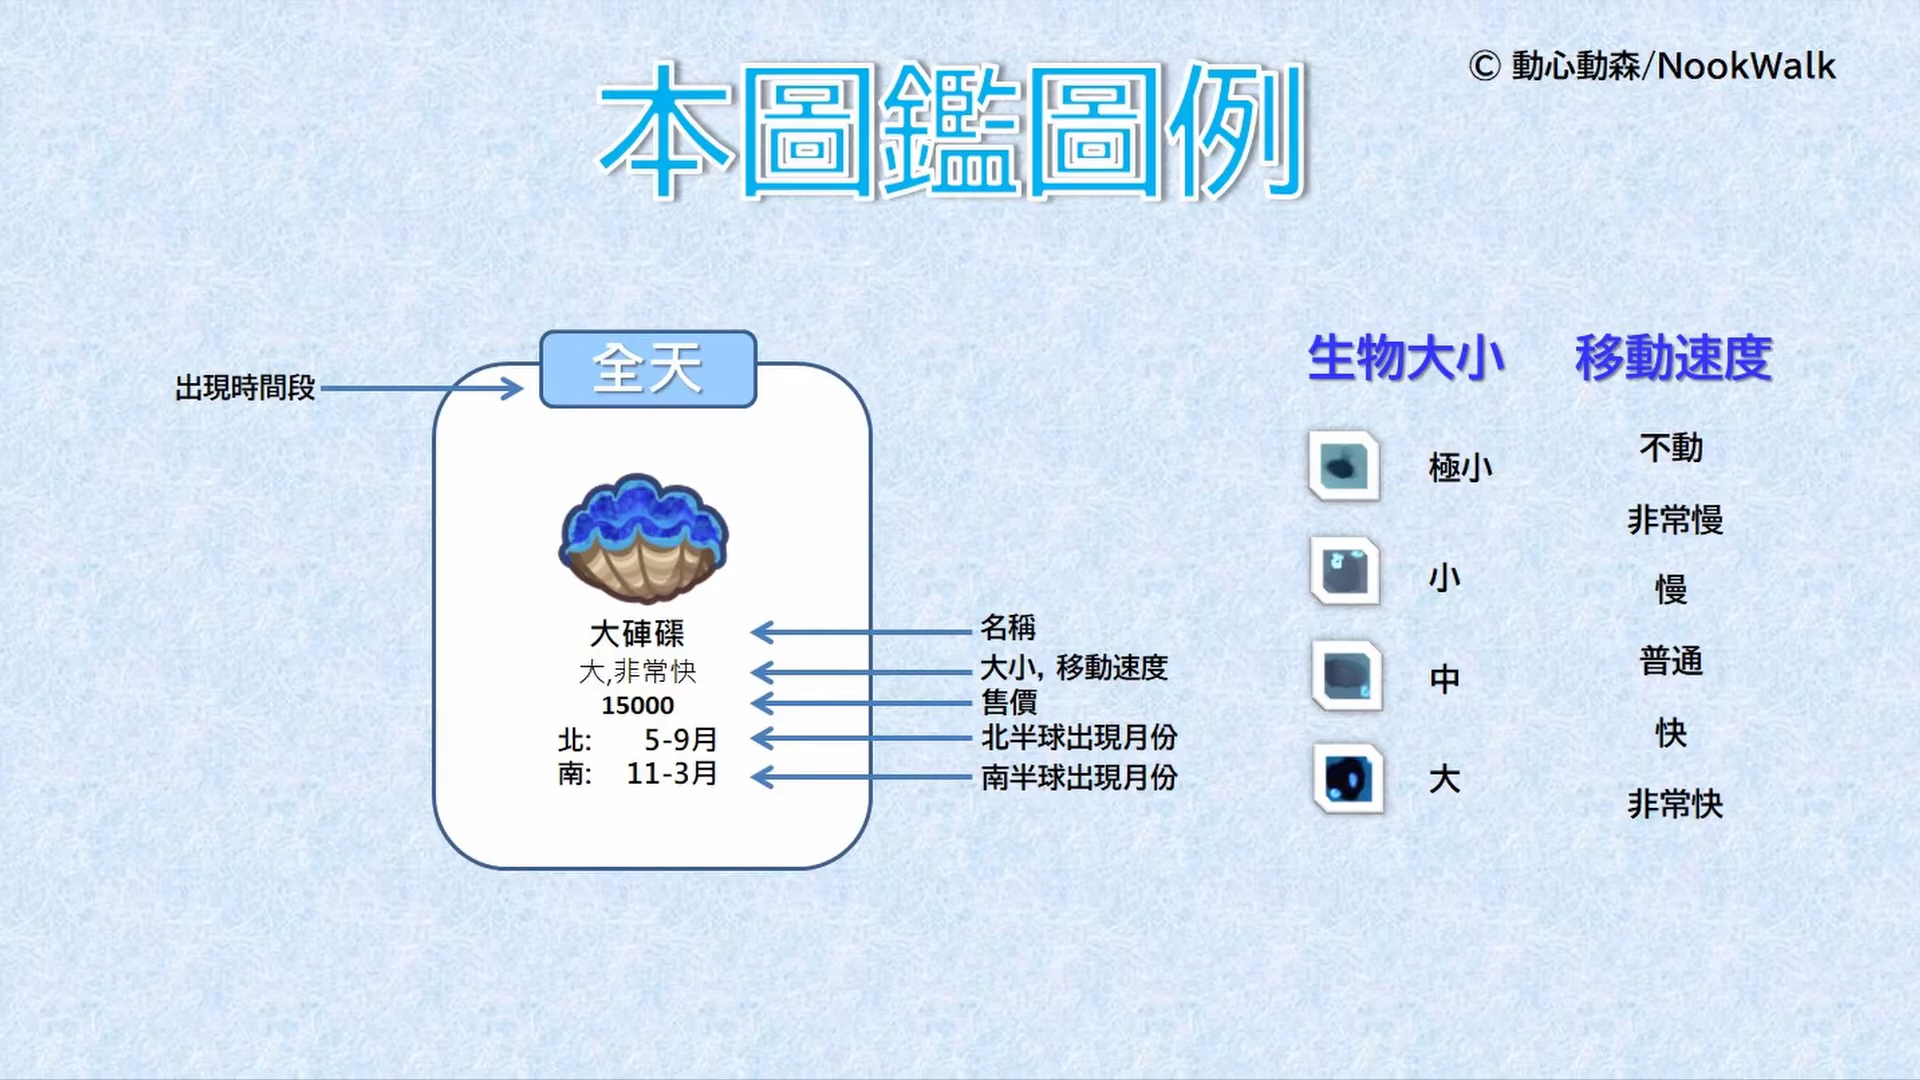 © 動心動森/NookWalk
本圖鑑圖例
出現時間段
全天
大硨磲
大,非常快
15000
北: 5-9月
南: 11-3月
名稱
大小, 移動速度
售價
北半球出現月份
南半球出現月份
生物大小
極小
小
中
大
移動速度
不動
非常慢
慢
普通
快
非常快